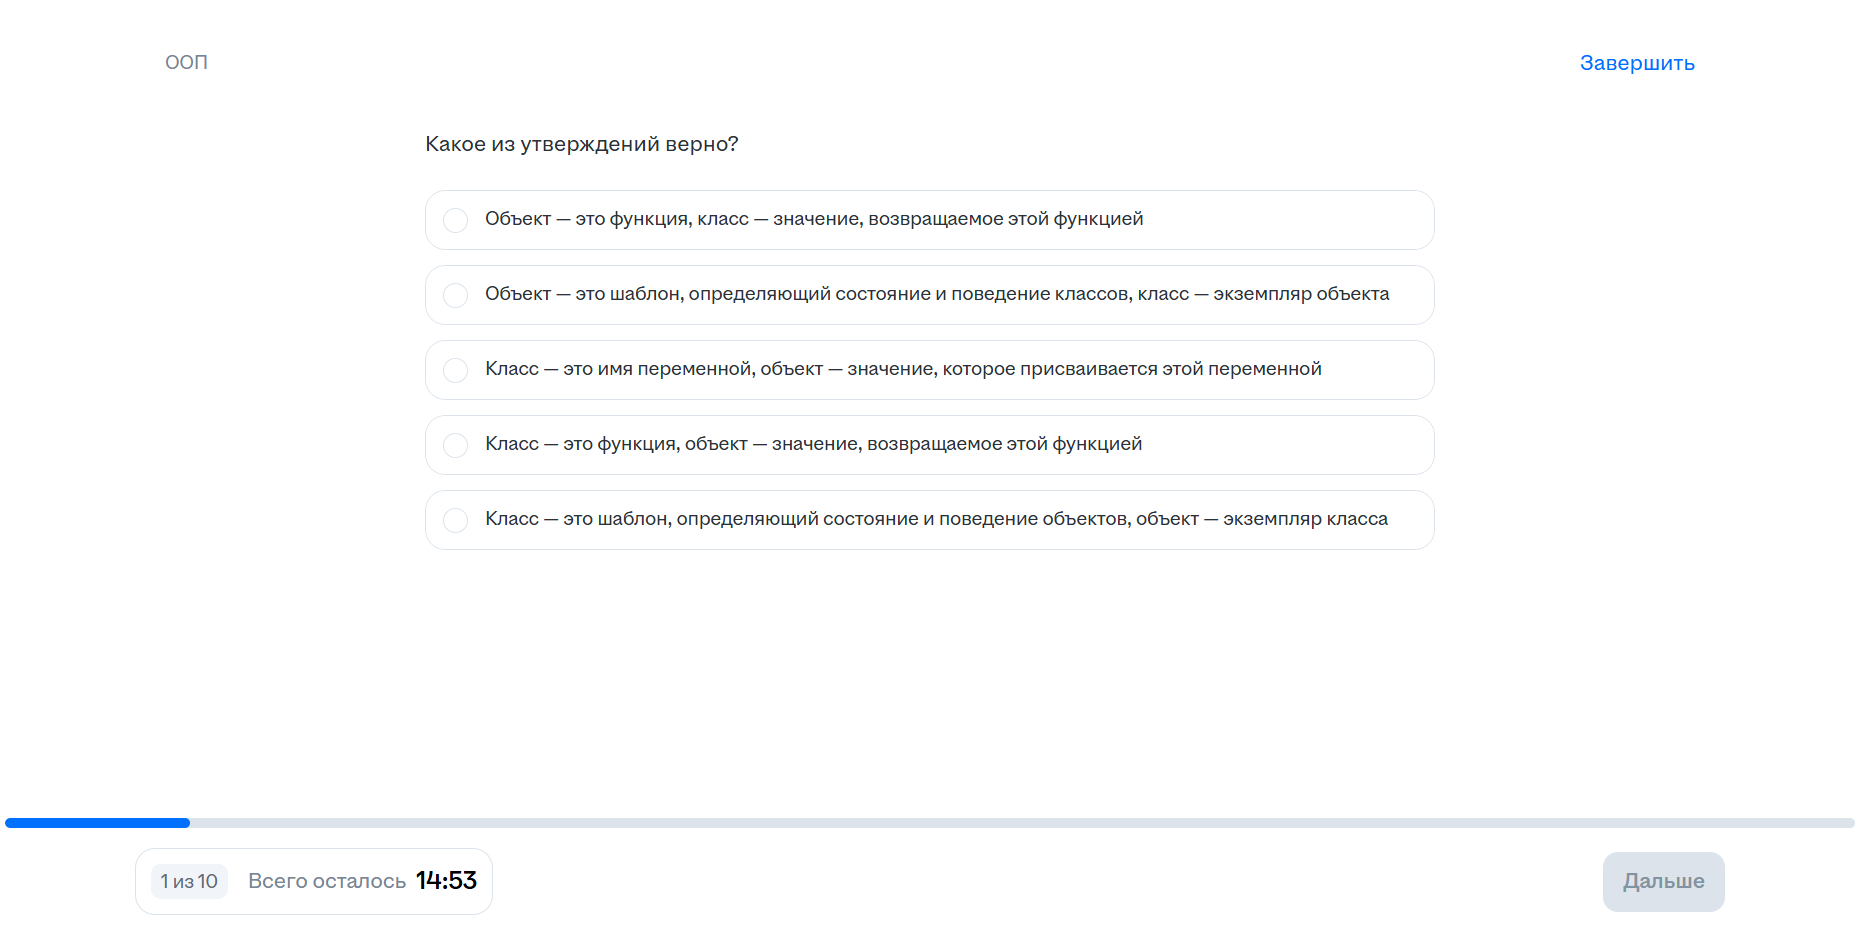 ООП
Завершить
Какое из утверждений верно?
Объект — это функция, класс — значение, возвращаемое этой функцией
Объект — это шаблон, определяющий состояние и поведение классов, класс — экземпляр объекта
Класс — это имя переменной, объект — значение, которое присваивается этой переменной
Класс — это функция, объект — значение, возвращаемое этой функцией
Класс — это шаблон, определяющий состояние и поведение объектов, объект — экземпляр класса
1 из 10 Всего осталось 14:53
Дальше